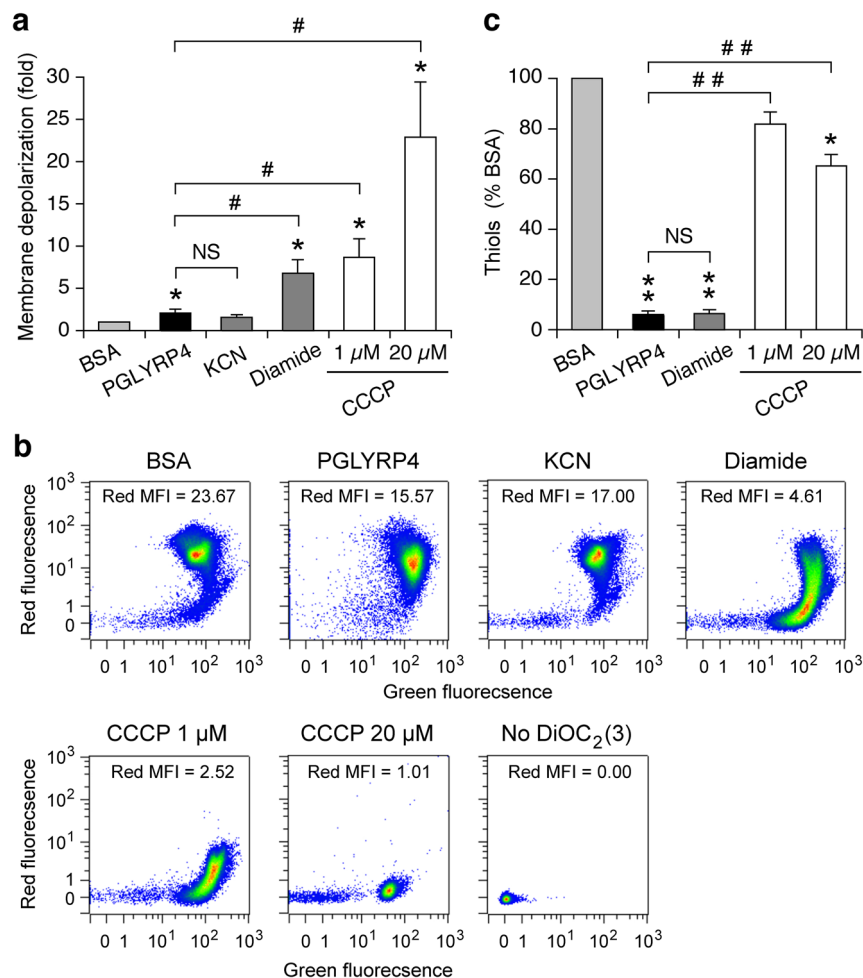 a
Membrane depolarization (fold)
30
25
20
15
10
5
0
#
#
#
NS
*
*
*
*
BSA
PGLYRP4
KCN
Diamide
1 µM
20 µM
CCCP
c
Thiols (% BSA)
100
80
60
40
20
0
# #
# #
NS
*
*
*
*
*
BSA
PGLYRP4
Diamide
1 µM
20 µM
CCCP
b
BSA
PGLYRP4
KCN
Diamide
Red fluorecsence
10³
10²
10¹
1
0
Red MFI = 23.67
Red MFI = 15.57
Red MFI = 17.00
Red MFI = 4.61
0 1 10¹ 10² 10³
0 1 10¹ 10² 10³
0 1 10¹ 10² 10³
0 1 10¹ 10² 10³
Green fluorecsence
CCCP 1 µM
CCCP 20 µM
No DiOC₂(3)
Red fluorecsence
10³
10²
10¹
1
0
Red MFI = 2.52
Red MFI = 1.01
Red MFI = 0.00
0 1 10¹ 10² 10³
0 1 10¹ 10² 10³
0 1 10¹ 10² 10³
Green fluorecsence